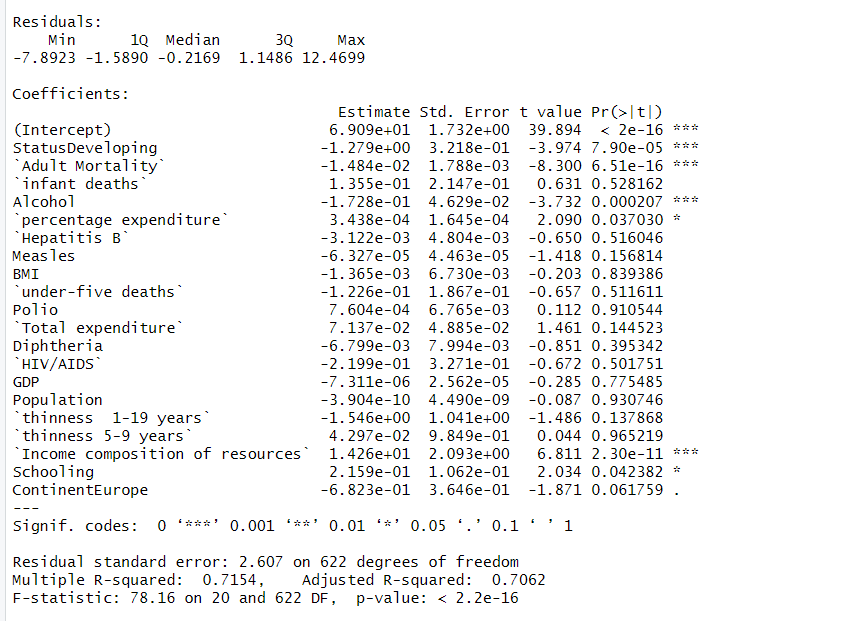 Residuals:
    Min      1Q  Median      3Q     Max
-7.8923 -1.5890 -0.2169  1.1486 12.4699

Coefficients:
                                  Estimate Std. Error t value Pr(>|t|)
(Intercept)                      6.909e+01  1.732e+00  39.894  < 2e-16 ***
StatusDeveloping                -1.279e+00  3.218e-01  -3.974 7.90e-05 ***
`Adult Mortality`               -1.484e-02  1.788e-03  -8.300 6.51e-16 ***
`infant deaths`                  1.355e-01  2.147e-01   0.631 0.528162
Alcohol                         -1.728e-01  4.629e-02  -3.732 0.000207 ***
`percentage expenditure`         3.438e-04  1.645e-04   2.090 0.037030 *
`Hepatitis B`                   -3.122e-03  4.804e-03  -0.650 0.516046
Measles                         -6.327e-05  4.463e-05  -1.418 0.156814
BMI                             -1.365e-03  6.730e-03  -0.203 0.839386
`under-five deaths`             -1.226e-01  1.867e-01  -0.657 0.511611
Polio                            7.604e-04  6.765e-03   0.112 0.910544
`Total expenditure`              7.137e-02  4.885e-02   1.461 0.144523
Diphtheria                      -6.799e-03  7.994e-03  -0.851 0.395342
`HIV/AIDS`                      -2.199e-01  3.271e-01  -0.672 0.501751
GDP                             -7.311e-06  2.562e-05  -0.285 0.775485
Population                      -3.904e-10  4.490e-09  -0.087 0.930746
`thinness  1-19 years`          -1.546e+00  1.041e+00  -1.486 0.137868
`thinness 5-9 years`             4.297e-02  9.849e-01   0.044 0.965219
`Income composition of resources`  1.426e+01  2.093e+00   6.811 2.30e-11 ***
Schooling                        2.159e-01  1.062e-01   2.034 0.042382 *
ContinentEurope                 -6.823e-01  3.646e-01  -1.871 0.061759 .
---
Signif. codes:  0 ‘***’ 0.001 ‘**’ 0.01 ‘*’ 0.05 ‘.’ 0.1 ‘ ’ 1

Residual standard error: 2.607 on 622 degrees of freedom
Multiple R-squared:  0.7154,    Adjusted R-squared:  0.7062
F-statistic: 78.16 on 20 and 622 DF,  p-value: < 2.2e-16